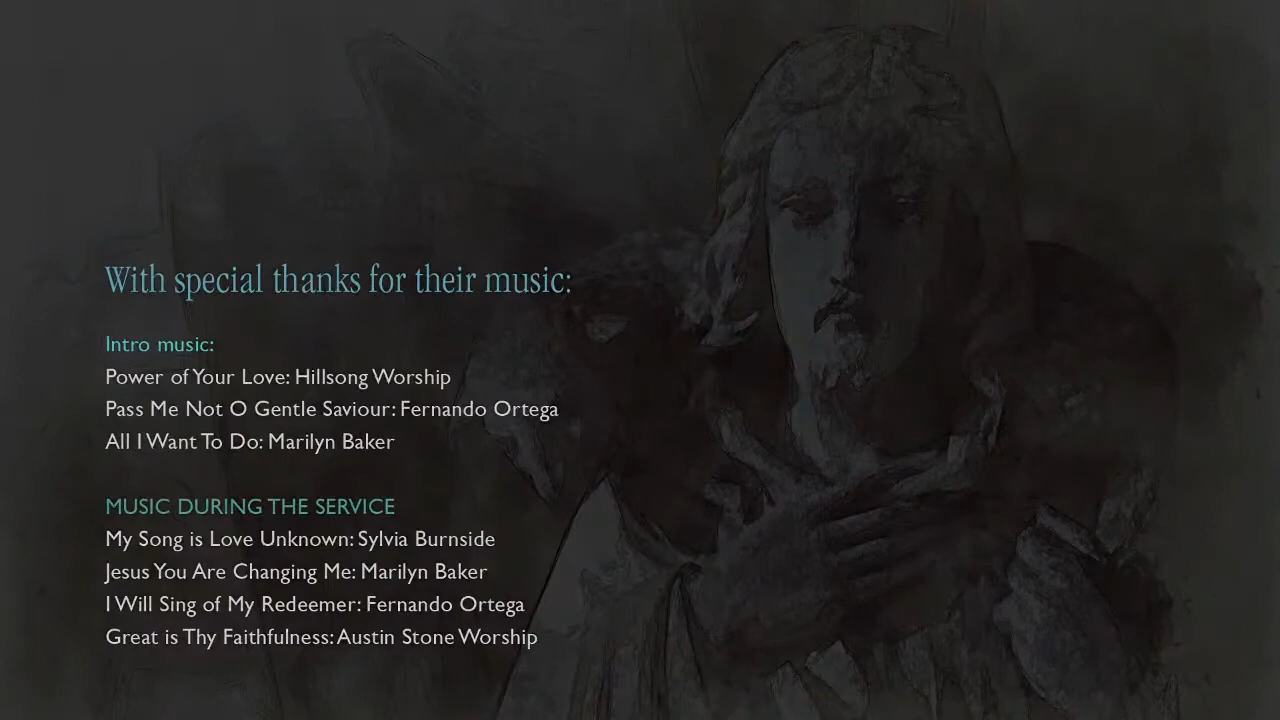 With special thanks for their music:
Intro music:
Power of Your Love: Hillsong Worship
Pass Me Not O Gentle Saviour: Fernando Ortega
All I Want To Do: Marilyn Baker
MUSIC DURING THE SERVICE
My Song is Love Unknown: Sylvia Burnside
Jesus You Are Changing Me: Marilyn Baker
I Will Sing of My Redeemer: Fernando Ortega
Great is Thy Faithfulness: Austin Stone Worship